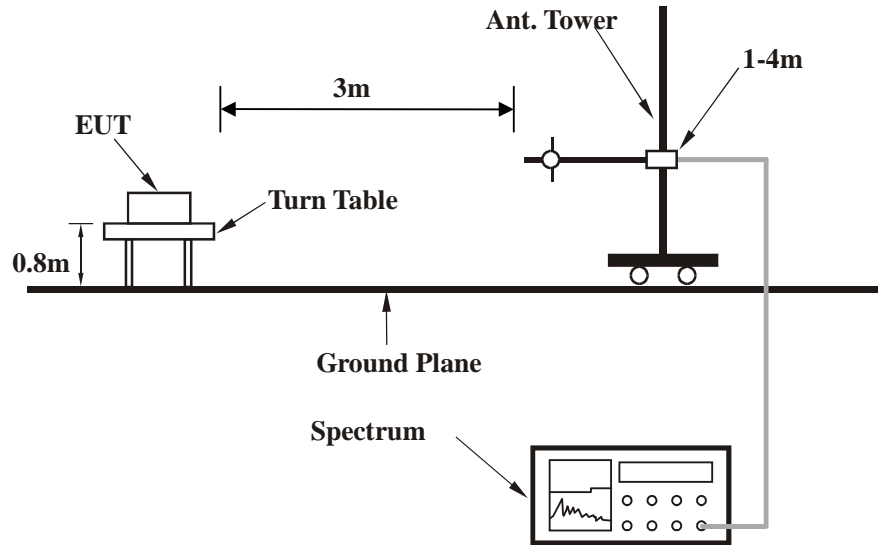 Ant. Tower
1-4m
3m
EUT
Turn Table
0.8m
Ground Plane
Spectrum